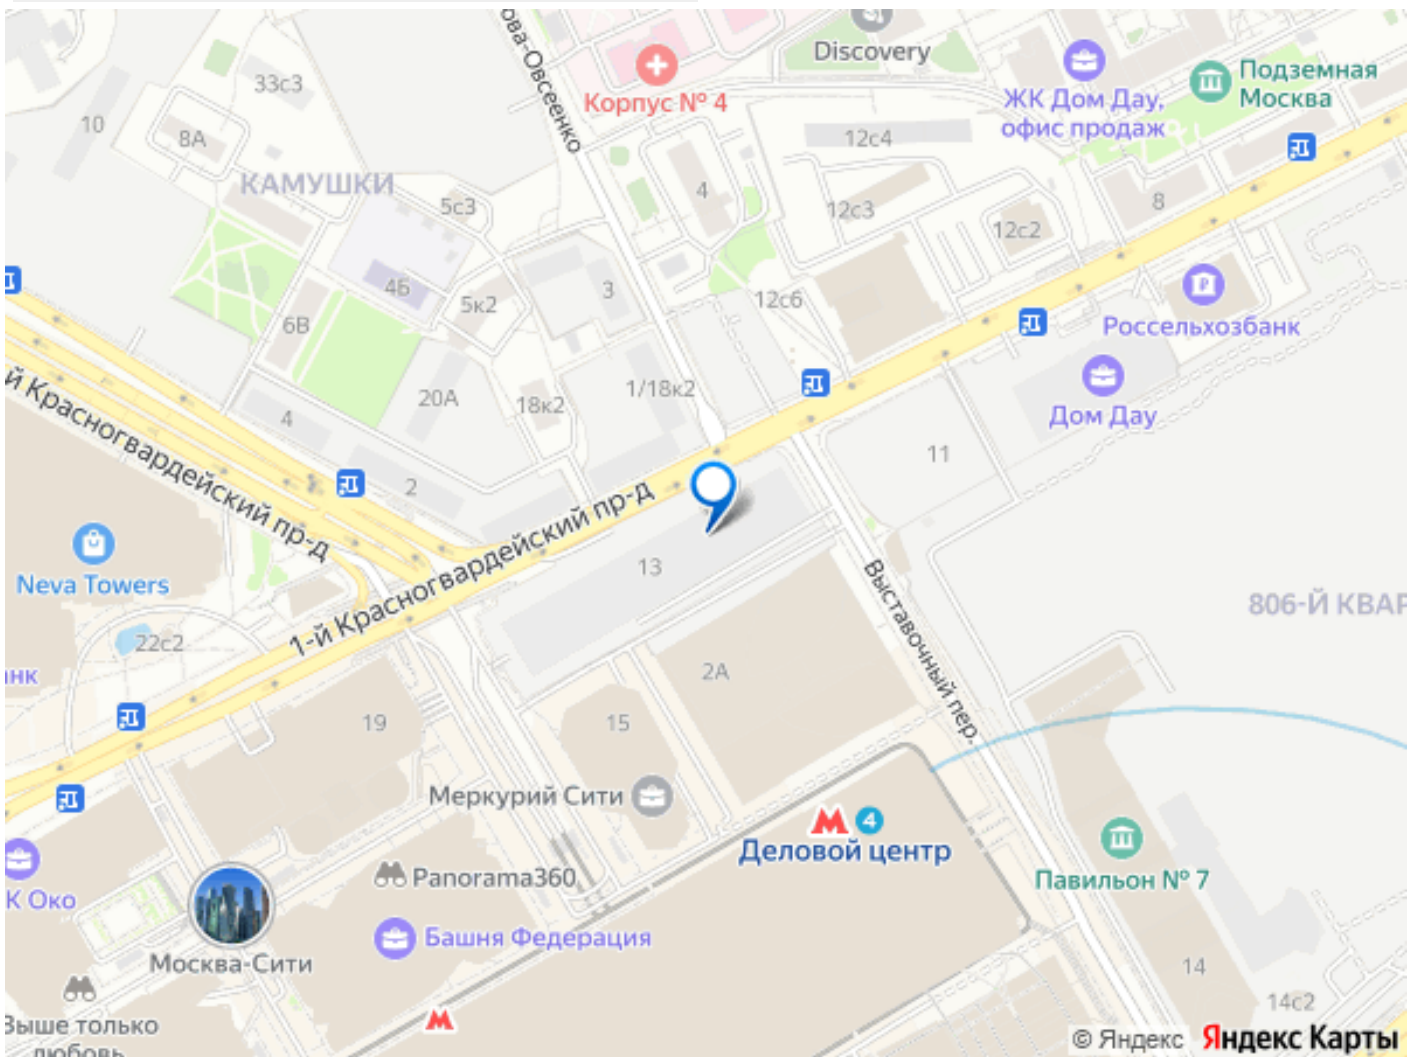 ова-Овсеенко
Discovery
Корпус № 4
ЖК Дом Дау,
офис продаж
Подземная
Москва
33с3
10
8А
КАМУШКИ
5с3
4
12с4
12с3
12с2
8
46
5к2
3
12с6
6В
Россельхозбанк
20А
18к2
1/18к2
4
Дом Дау
11
й Красногвардейский пр-д
2
1-й Красногвардейский пр-д
13
Neva Towers
22с2
анк
Выставочный пер.
806-Й КВАР
2А
19
15
Меркурий Сити
4
Деловой центр
Павильон № 7
К Око
Panorama360
Башня Федерация
Москва-Сити
14
14с2
Выше только
любовь
© Яндекс Яндекс Карты